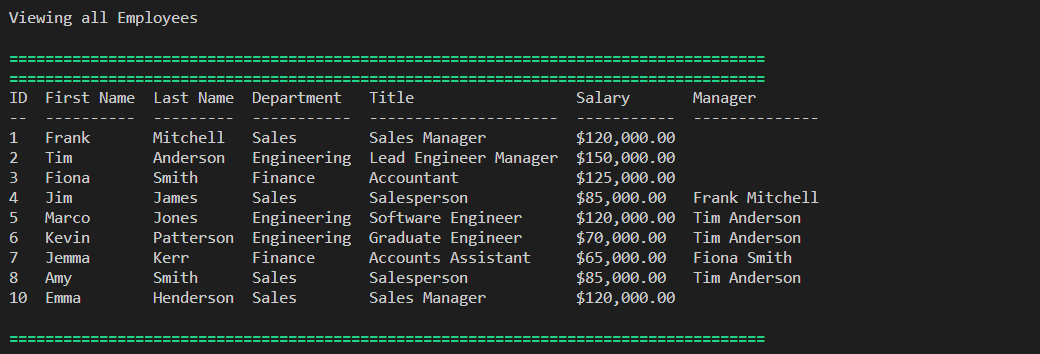 Viewing all Employees
====================================================================================
====================================================================================
ID  First Name  Last Name  Department   Title                  Salary       Manager
--  ----------  ---------  -----------  ---------------------  -----------  --------------
1   Frank       Mitchell   Sales        Sales Manager          $120,000.00
2   Tim         Anderson   Engineering  Lead Engineer Manager  $150,000.00
3   Fiona       Smith      Finance      Accountant             $125,000.00
4   Jim         James      Sales        Salesperson            $85,000.00   Frank Mitchell
5   Marco       Jones      Engineering  Software Engineer      $120,000.00  Tim Anderson
6   Kevin       Patterson  Engineering  Graduate Engineer      $70,000.00   Tim Anderson
7   Jemma       Kerr       Finance      Accounts Assistant     $65,000.00   Fiona Smith
8   Amy         Smith      Sales        Salesperson            $85,000.00   Tim Anderson
10  Emma        Henderson  Sales        Sales Manager          $120,000.00
====================================================================================